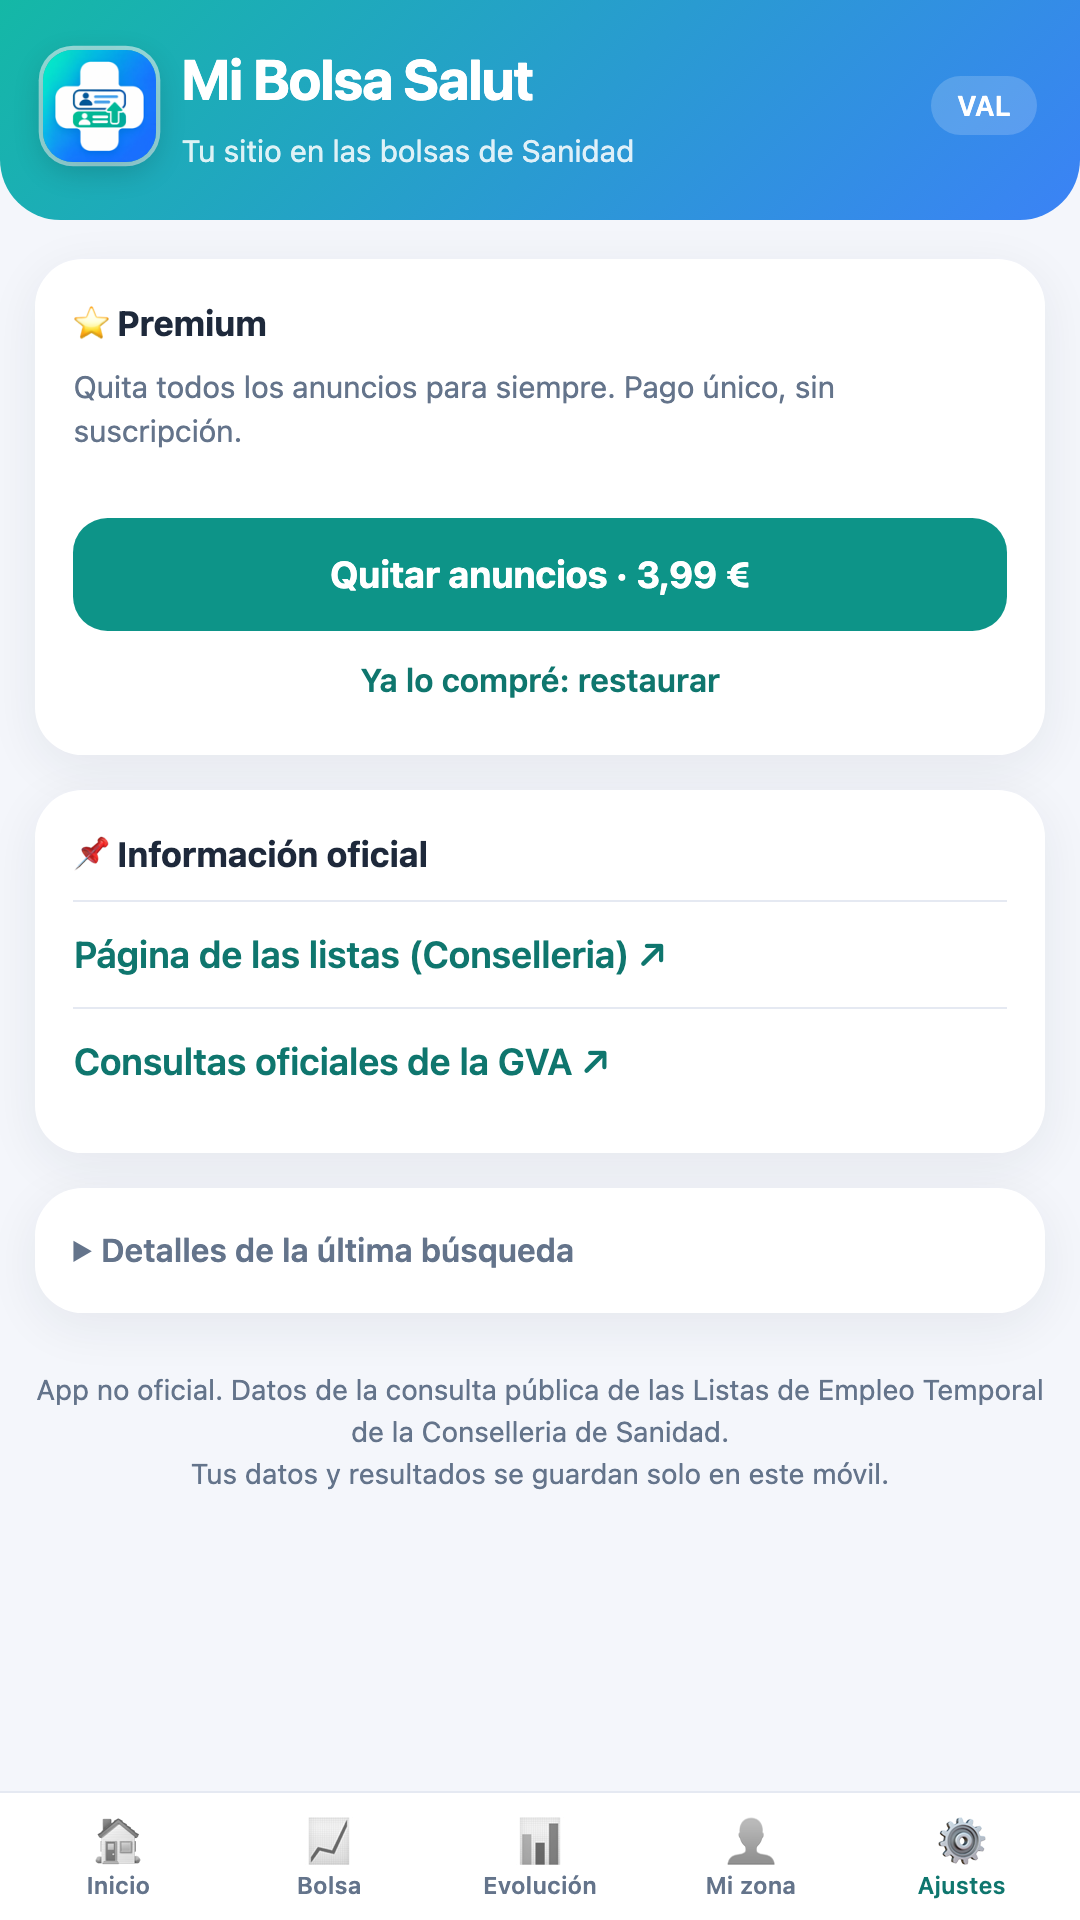 Mi Bolsa Salut
Tu sitio en las bolsas de Sanidad
VAL
⭐ Premium
Quita todos los anuncios para siempre. Pago único, sin
suscripción.
Quitar anuncios · 3,99 €
Ya lo compré: restaurar
📌 Información oficial
Página de las listas (Conselleria) ↗
Consultas oficiales de la GVA ↗
▶ Detalles de la última búsqueda
App no oficial. Datos de la consulta pública de las Listas de Empleo Temporal
de la Conselleria de Sanidad.
Tus datos y resultados se guardan solo en este móvil.
Inicio
Bolsa
Evolución
Mi zona
Ajustes